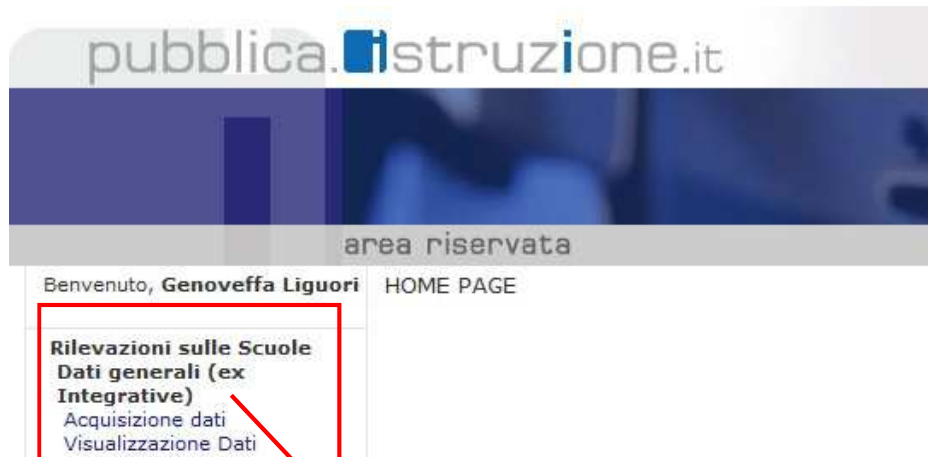 pubblica.istruzione.it
area riservata
Benvenuto, Genoveffa Liguori
HOME PAGE
Rilevazioni sulle Scuole
Dati generali (ex
Integrative)
Acquisizione dati
Visualizzazione Dati